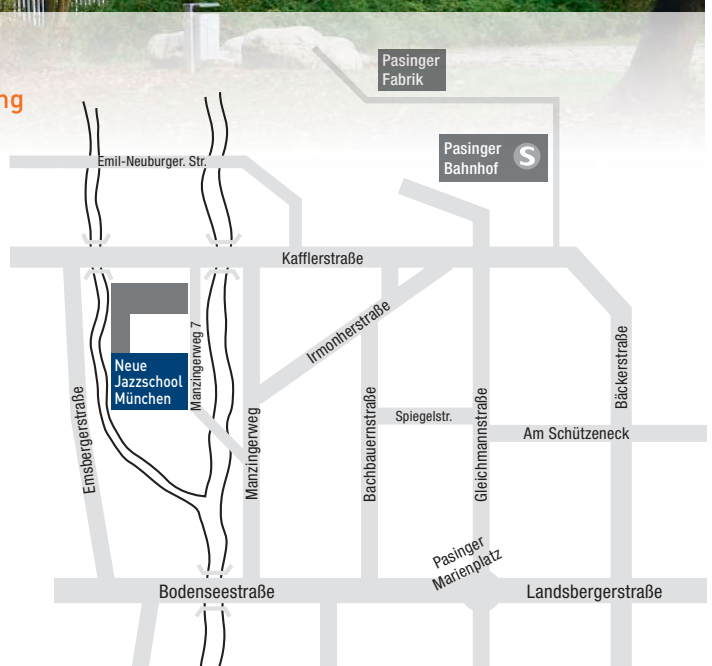 ng
Pasinger
Fabrik
Pasinger
Bahnhof
S
Emil-Neuburger. Str.
Kafflerstraße
Irmonherstraße
Neue
Jazzschool
München
Manzingerweg 7
Emsbergerstraße
Manzingerweg
Bachbauernstraße
Spiegelstr.
Gleichmannstraße
Bäckerstraße
Am Schützeneck
Pasinger
Marienplatz
Bodenseestraße
Landsbergerstraße